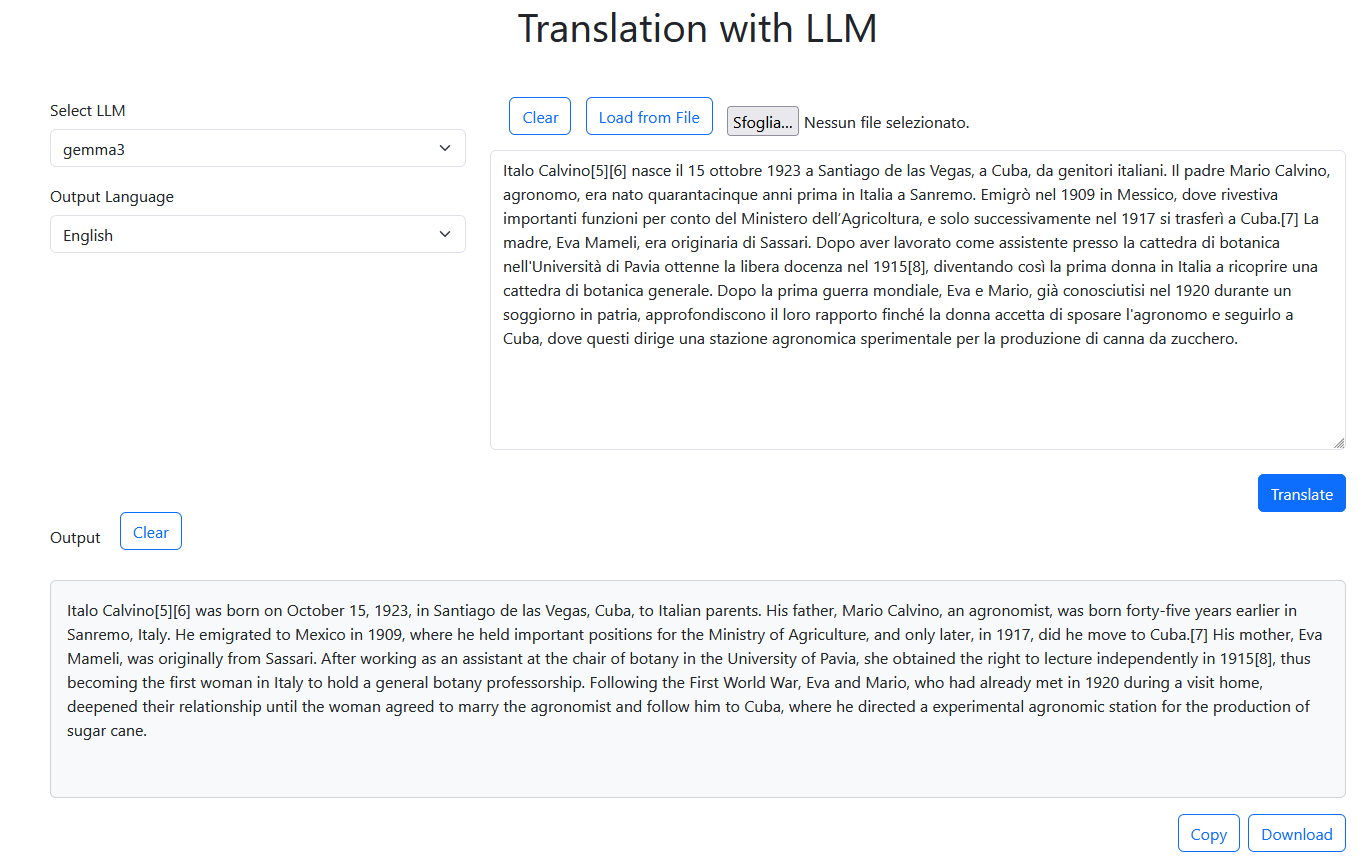 Translation with LLM
Select LLM
gemma3
Output Language
English
Clear
Load from File
Sfoglia...
Nessun file selezionato.
Italo Calvino[5][6] nasce il 15 ottobre 1923 a Santiago de las Vegas, a Cuba, da genitori italiani. Il padre Mario Calvino,
agronomo, era nato quarantacinque anni prima in Italia a Sanremo. Emigrò nel 1909 in Messico, dove rivestiva
importanti funzioni per conto del Ministero dell’Agricoltura, e solo successivamente nel 1917 si trasferì a Cuba.[7] La
madre, Eva Mameli, era originaria di Sassari. Dopo aver lavorato come assistente presso la cattedra di botanica
nell'Università di Pavia ottenne la libera docenza nel 1915[8], diventando così la prima donna in Italia a ricoprire una
cattedra di botanica generale. Dopo la prima guerra mondiale, Eva e Mario, già conosciutisi nel 1920 durante un
soggiorno in patria, approfondiscono il loro rapporto finché la donna accetta di sposare l'agronomo e seguirlo a
Cuba, dove questi dirige una stazione agronomica sperimentale per la produzione di canna da zucchero.
Translate
Output
Clear
Italo Calvino[5][6] was born on October 15, 1923, in Santiago de las Vegas, Cuba, to Italian parents. His father, Mario Calvino, an agronomist, was born forty-five years earlier in
Sanremo, Italy. He emigrated to Mexico in 1909, where he held important positions for the Ministry of Agriculture, and only later, in 1917, did he move to Cuba.[7] His mother, Eva
Mameli, was originally from Sassari. After working as an assistant at the chair of botany in the University of Pavia, she obtained the right to lecture independently in 1915[8], thus
becoming the first woman in Italy to hold a general botany professorship. Following the First World War, Eva and Mario, who had already met in 1920 during a visit home,
deepened their relationship until the woman agreed to marry the agronomist and follow him to Cuba, where he directed a experimental agronomic station for the production of
sugar cane.
Copy
Download